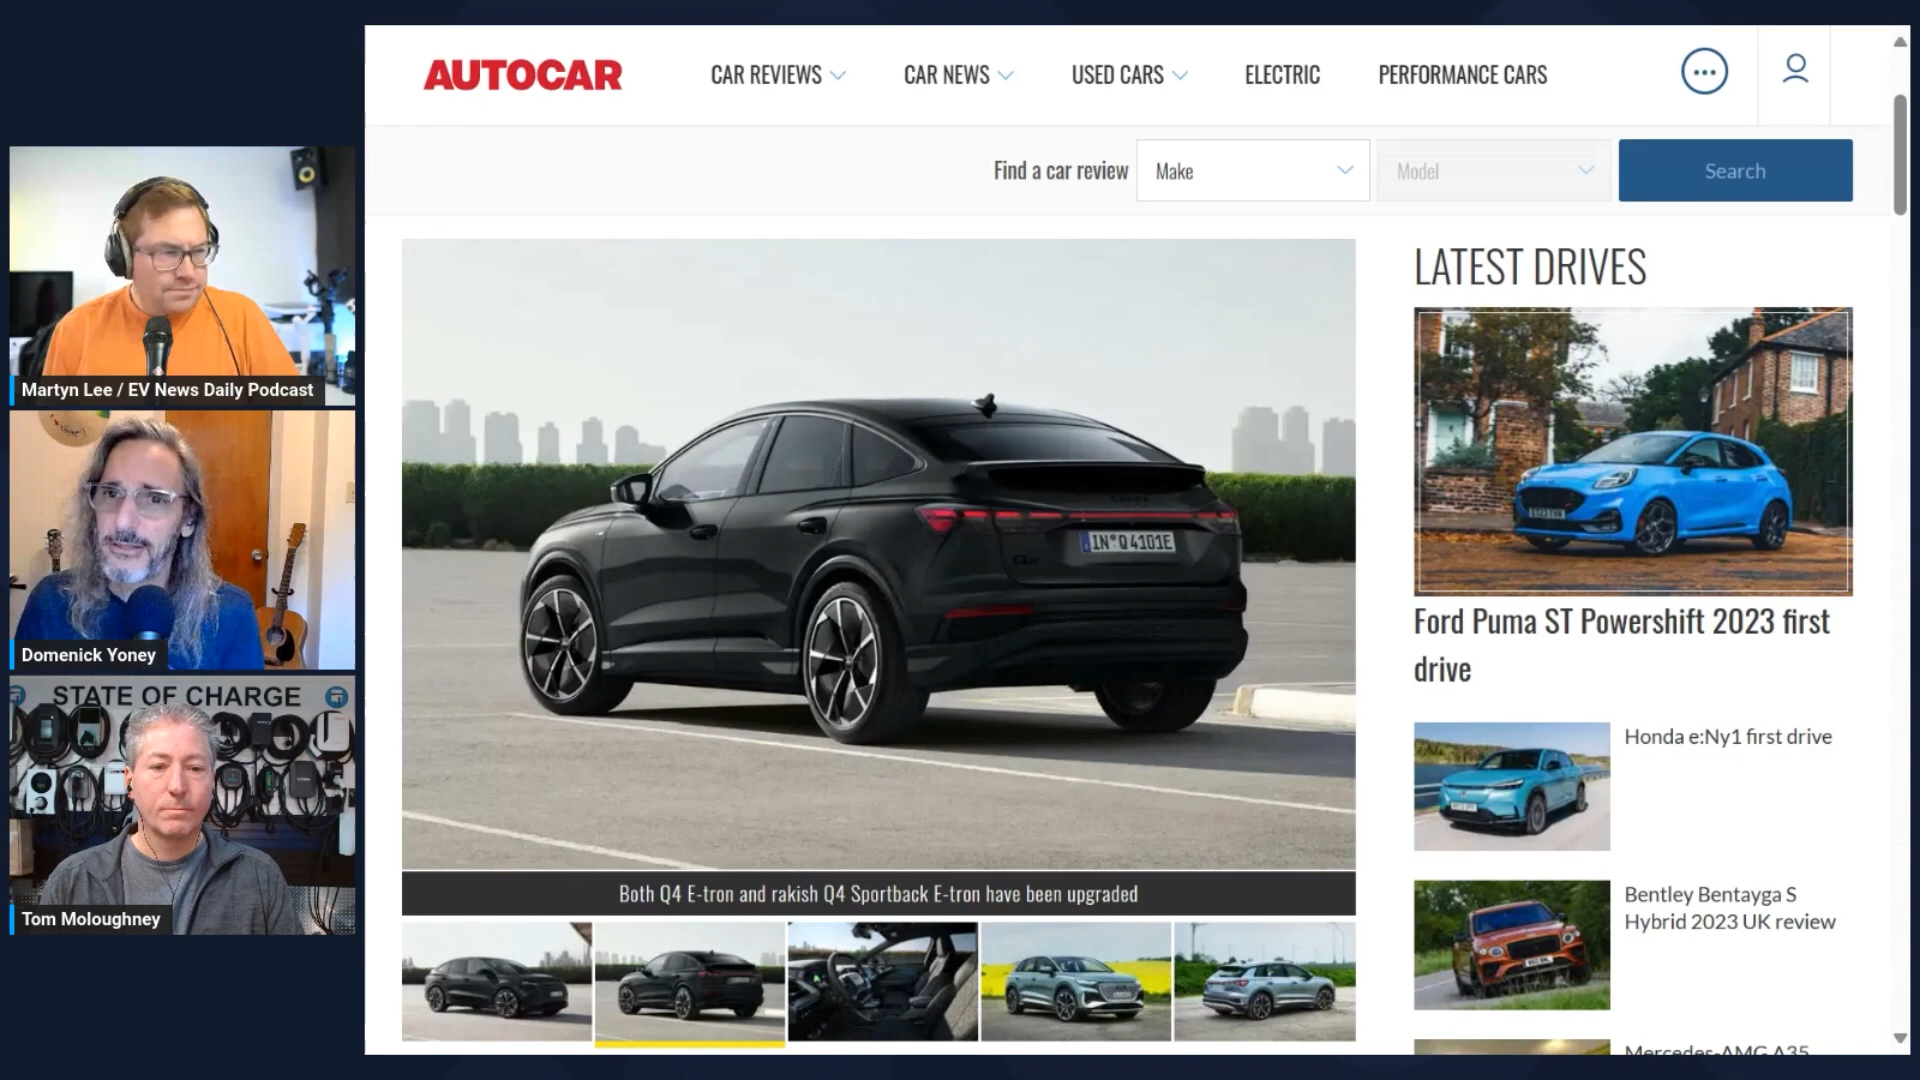 AUTOCAR
CAR REVIEWS
CAR NEWS
USED CARS
ELECTRIC
PERFORMANCE CARS
Find a car review
Make
Model
Search
Martyn Lee / EV News Daily Podcast
Domenick Yoney
STATE OF CHARGE
Tom Moloughney
IN Q 4101E
Both Q4 E-tron and rakish Q4 Sportback E-tron have been upgraded
LATEST DRIVES
Ford Puma ST Powershift 2023 first
drive
Honda e:Ny1 first drive
Bentley Bentayga S
Hybrid 2023 UK review
Mercedes-AMG A35